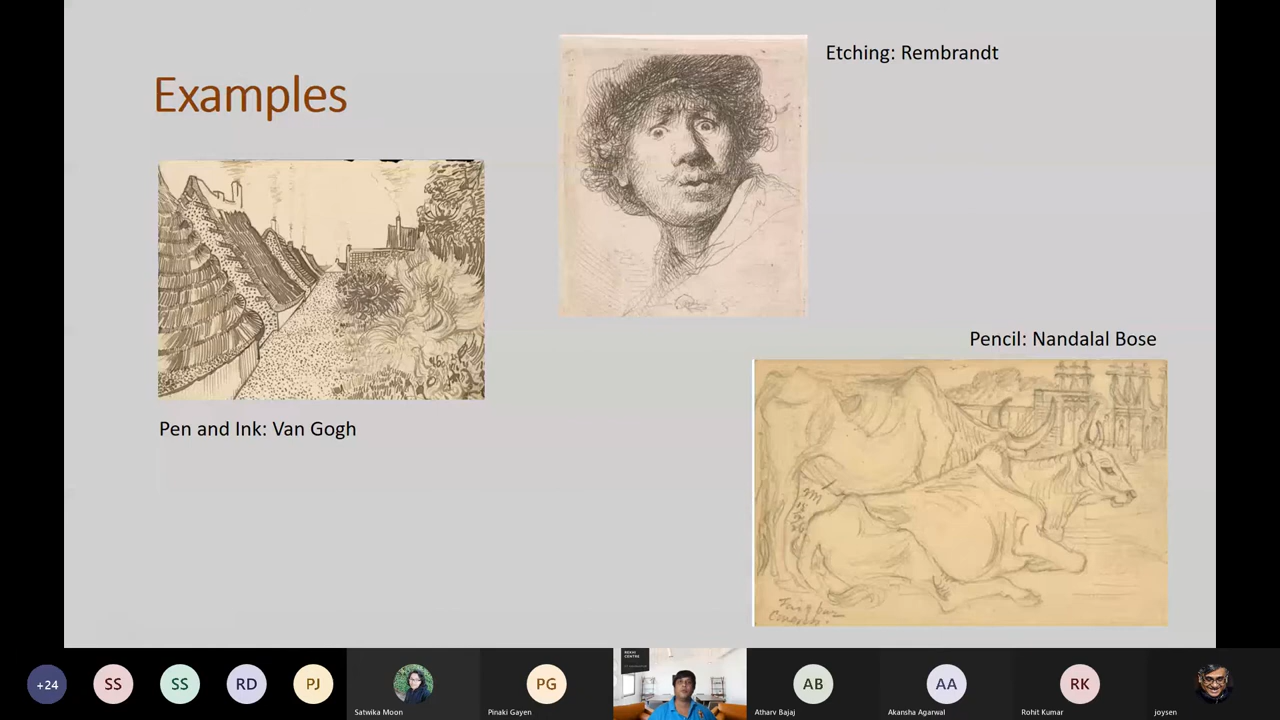 Examples
Etching: Rembrandt
Pen and Ink: Van Gogh
Pencil: Nandalal Bose
+24
SS
SS
RD
PJ
Satwika Moon
PG
Pinaki Gayen
AB
Atharv Bajaj
AA
Akansha Agarwal
RK
Rohit Kumar
joysen